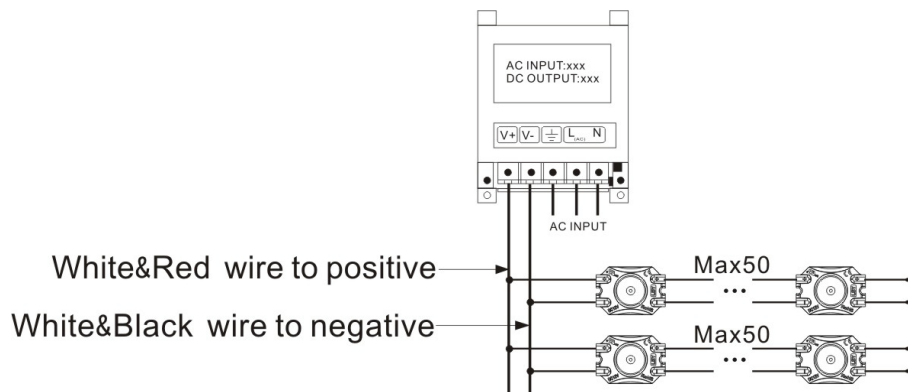 AC INPUT:xxx
DC OUTPUT:xxx
V+ V- L(AC) N
AC INPUT
White&Red wire to positive
Max50
White&Black wire to negative
Max50